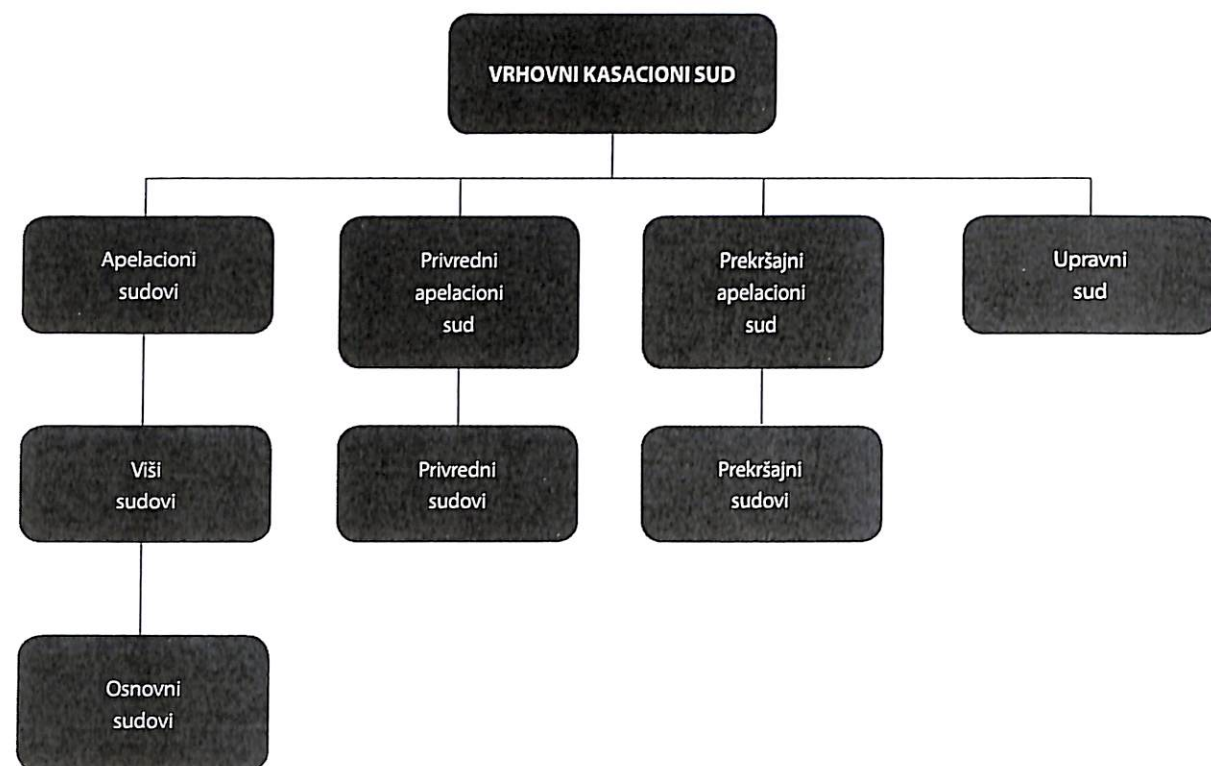 VRHOVNI KASACIONI SUD
Apelacioni
sudovi
Privredni
apelacioni
sud
Prekršajni
apelacioni
sud
Upravni
sud
Viši
sudovi
Privredni
sudovi
Prekršajni
sudovi
Osnovni
sudovi